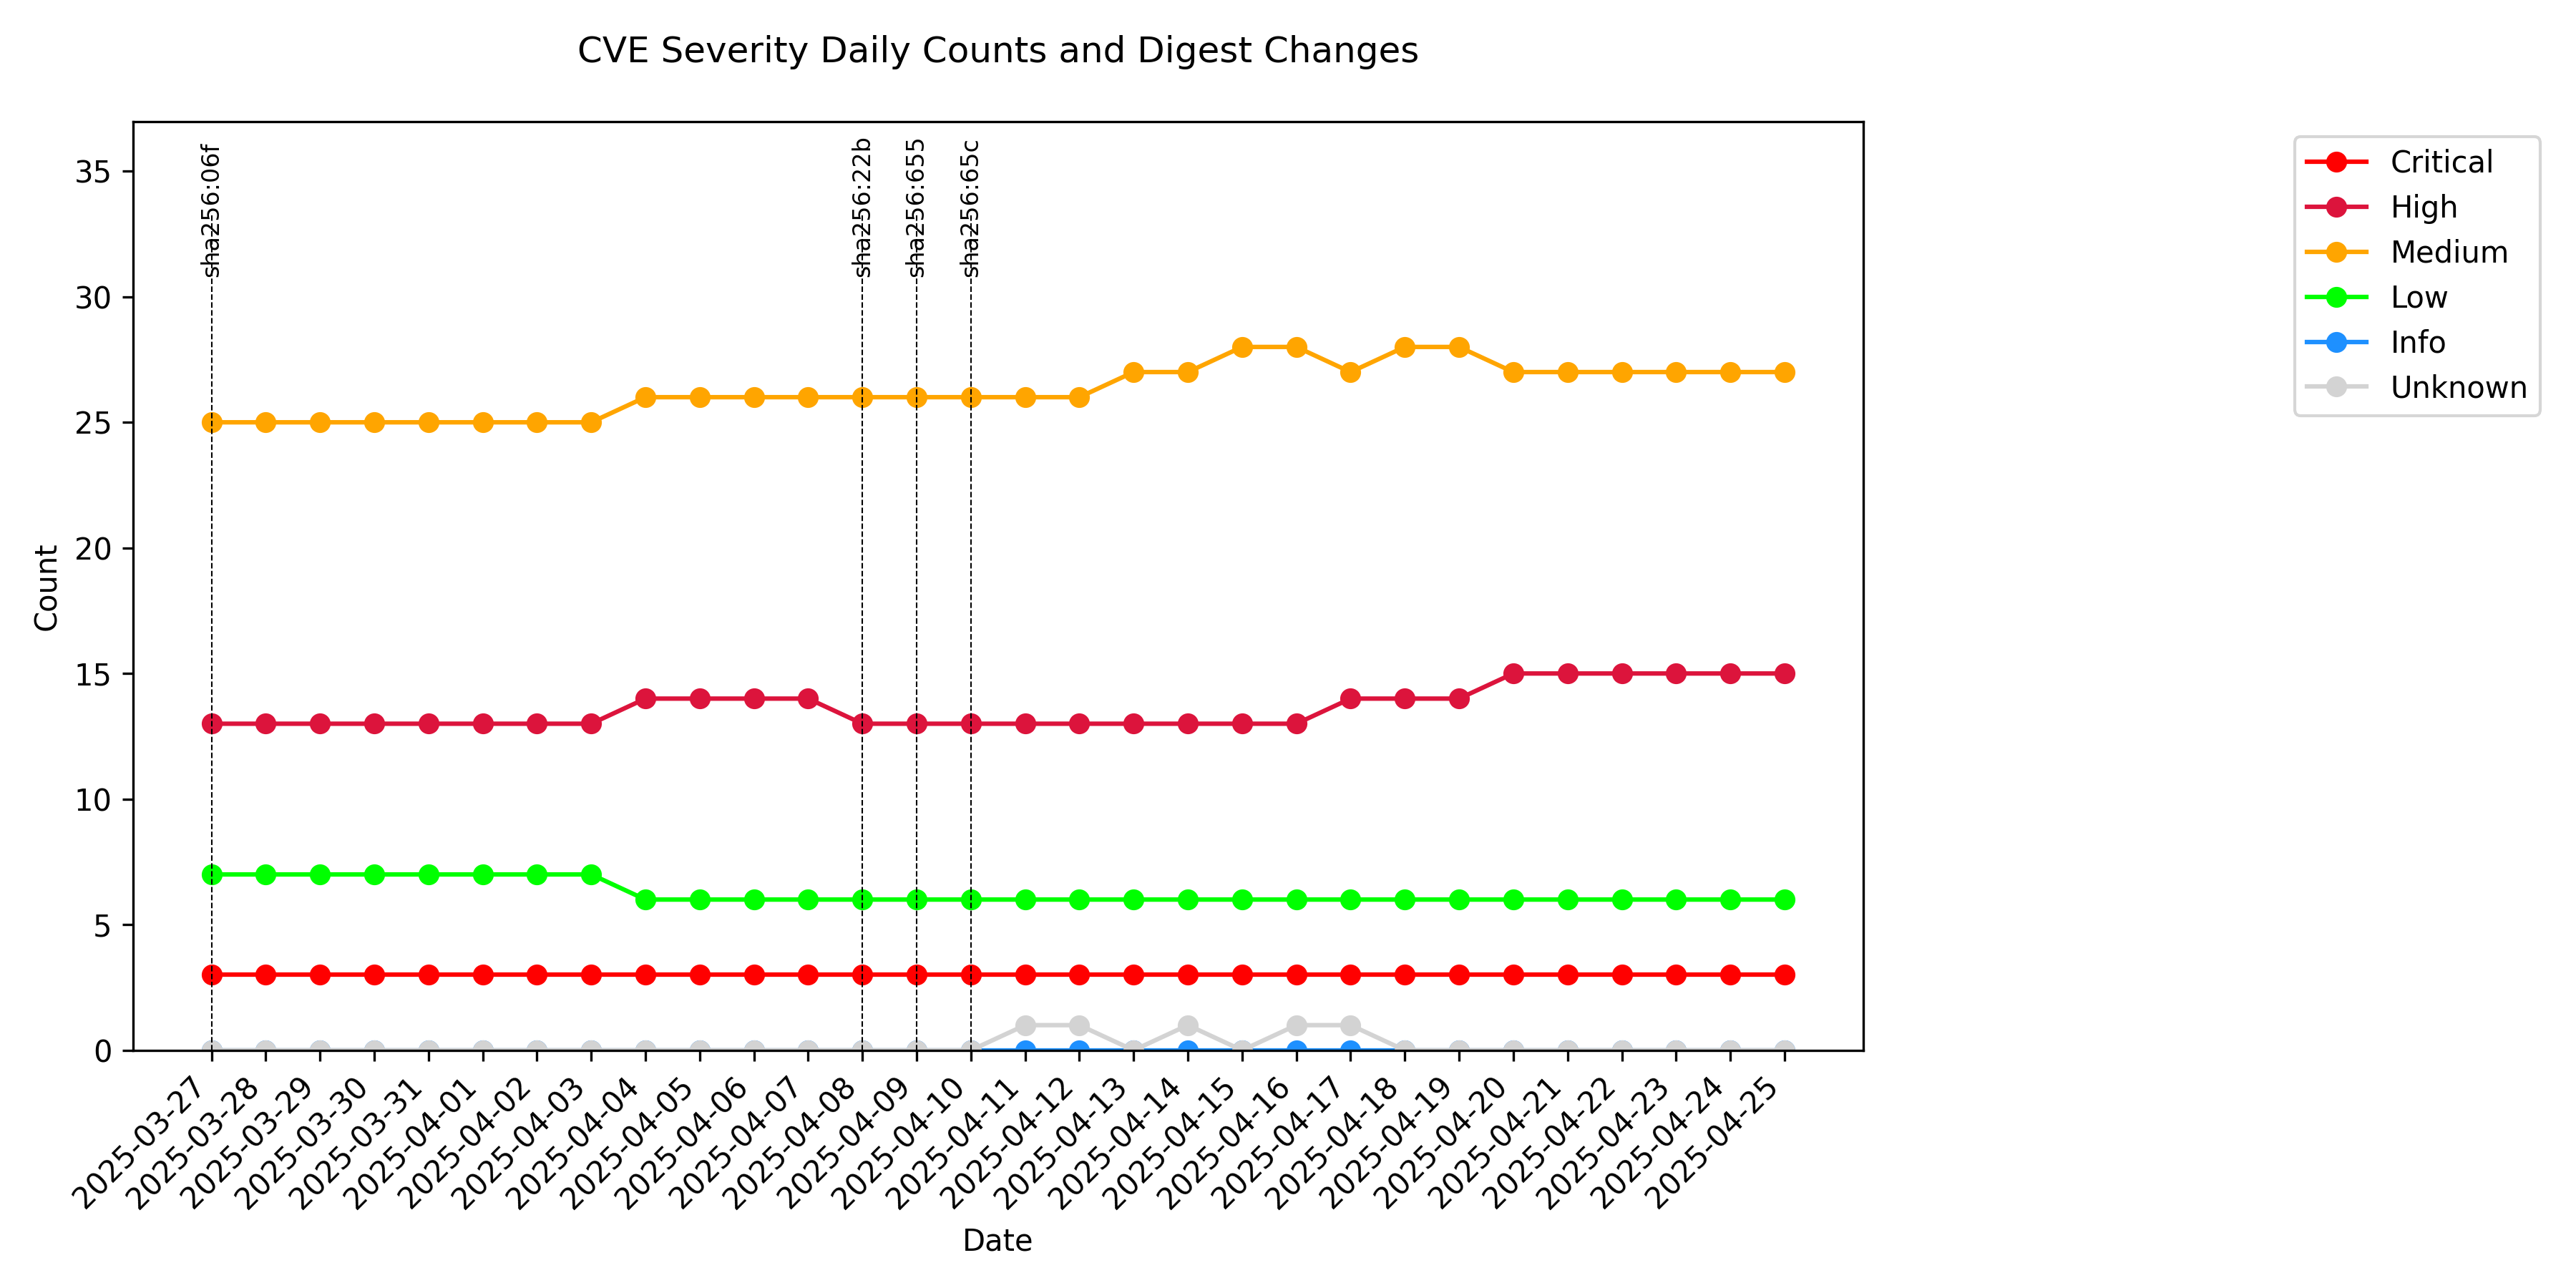 CVE Severity Daily Counts and Digest Changes
sha256:06f
sha256:22b
sha256:655
sha256:65c
Critical
High
Medium
Low
Info
Unknown
Count
35
30
25
20
15
10
5
0
2025-03-27
2025-03-28
2025-03-29
2025-03-30
2025-03-31
2025-04-01
2025-04-02
2025-04-03
2025-04-04
2025-04-05
2025-04-06
2025-04-07
2025-04-08
2025-04-09
2025-04-10
2025-04-11
2025-04-12
2025-04-13
2025-04-14
2025-04-15
2025-04-16
2025-04-17
2025-04-18
2025-04-19
2025-04-20
2025-04-21
2025-04-22
2025-04-23
2025-04-24
2025-04-25
Date